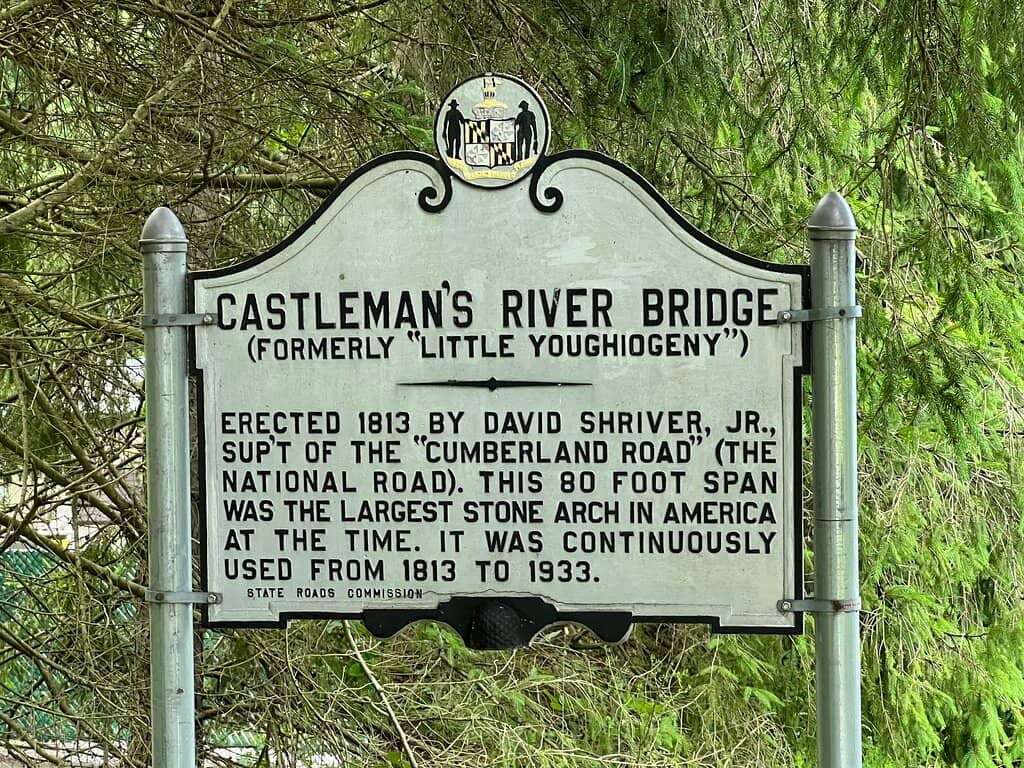 CASTLEMAN'S RIVER BRIDGE
(FORMERLY "LITTLE YOUGHIOGENY")
ERECTED 1813 BY DAVID SHRIVER, JR.,
SUP'T OF THE "CUMBERLAND ROAD" (THE
NATIONAL ROAD). THIS 80 FOOT SPAN
WAS THE LARGEST STONE ARCH IN AMERICA
AT THE TIME. IT WAS CONTINUOUSLY
USED FROM 1813 TO 1933.
STATE ROADS COMMISSION